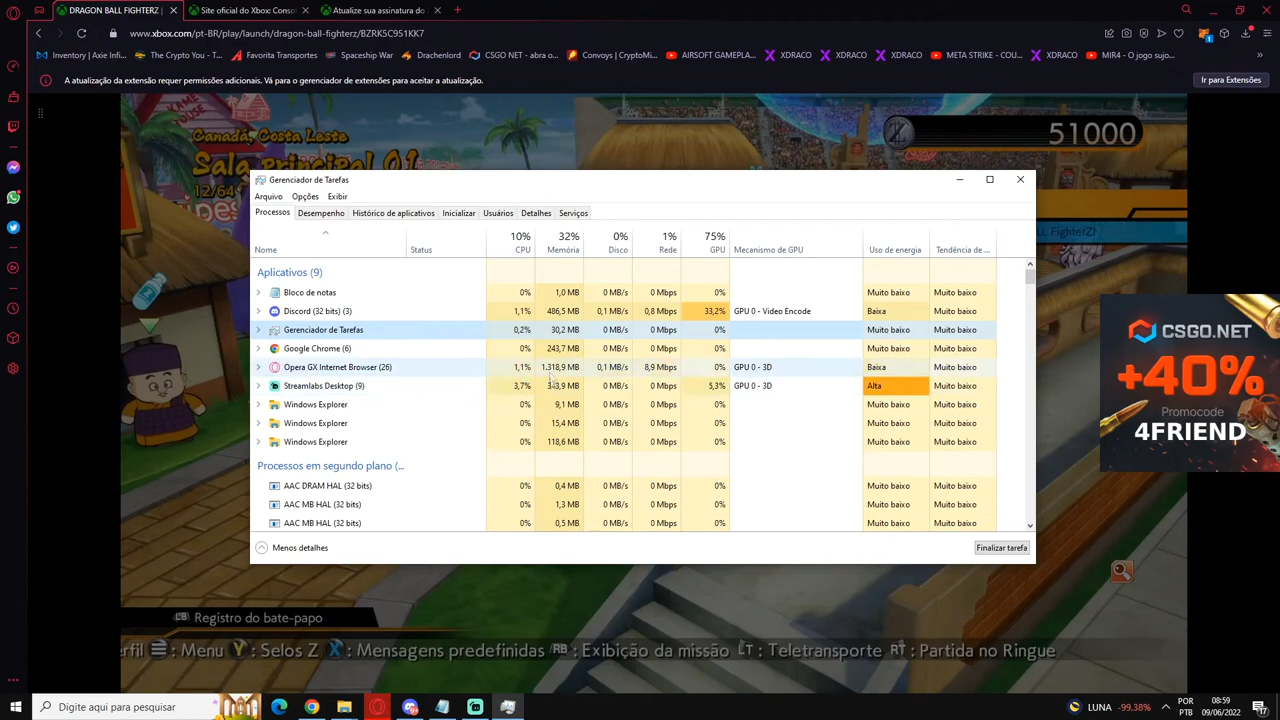 DRAGON BALL FIGHTERZ
Site oficial do Xbox Conso
Atualize sua assinatura do
www.xbox.com/pt-BR/play/launch/dragon-ball-fighterz/BZRK5C951KK7
Inventory | Axie Infi... The Crypto You - T... Favorita Transfotes Spaceship War Drachenlord CSGO NET - abra o... Convoys | CryptoMi... AIRSOFT GAMEPLA... XDRACO XDRACO XDRACO META STRIKE - COU... XDRACO MIR4 - O jogo sujo...
A atualização da extensão requer permissões adicionais. Vá para o gerenciador de extensões para aceitar a atualização.
Ir para Extensões
Canadá, Costa Leste
Sala principal 01
12/64
51000
Gerenciador de Tarefas
Arquivo Opções Exibir
Processos Desempenho Histórico de aplicativos Inicializar Usuários Detalhes Serviços
10% 32% 0% 1% 75%
Nome Status CPU Memória Disco Rede GPU Mecanismo de GPU Uso de energia Tendência de ...
Aplicativos (9)
Bloco de notas 0% 1,0 MB 0 MB/s 0 Mbps 0% Muito baixo Muito baixo
Discord (32 bits) (3) 1,1% 486,5 MB 0,1 MB/s 0,8 Mbps 33,2% GPU 0 - Video Encode Baixa Muito baixo
Gerenciador de Tarefas 0,2% 30,2 MB 0 MB/s 0 Mbps 0% Muito baixo Muito baixo
Google Chrome (6) 0% 243,7 MB 0 MB/s 0 Mbps 0% Muito baixo Muito baixo
Opera GX Internet Browser (26) 1,1% 1.318,9 MB 0,1 MB/s 8,9 Mbps 0% GPU 0 - 3D Baixa Muito baixo
Streamlabs Desktop (9) 3,7% MB 0 MB/s 0 Mbps 5,3% GPU 0 - 3D Alta Muito baixo
Windows Explorer 0% 9,1 MB 0 MB/s 0 Mbps 0% Muito baixo Muito baixo
Windows Explorer 0% 15,4 MB 0 MB/s 0 Mbps 0% Muito baixo Muito baixo
Windows Explorer 0% 118,6 MB 0 MB/s 0 Mbps 0% Muito baixo Muito baixo
Processos em segundo plano (...
AAC DRAM HAL (32 bits) 0% 0,4 MB 0 MB/s 0 Mbps 0% Muito baixo Muito baixo
AAC MB HAL (32 bits) 0% 1,3 MB 0 MB/s 0 Mbps 0% Muito baixo Muito baixo
AAC MB HAL (32 bits) 0% 0,5 MB 0 MB/s 0 Mbps 0% Muito baixo Muito baixo
Menos detalhes
Finalizar tarefa
CSGO.NET
+40%
Promocode
4FRIEND
LB Registro do bate-papo
erfil : Menu Y : Selos Z X : Mensagens predefinidas RB : Exibição da missão LT : Teletransporte RT : Partida no Ringue
Digite aqui para pesquisar
LUNA -99.38%
POR
PTB
08:59
09/06/2022
17